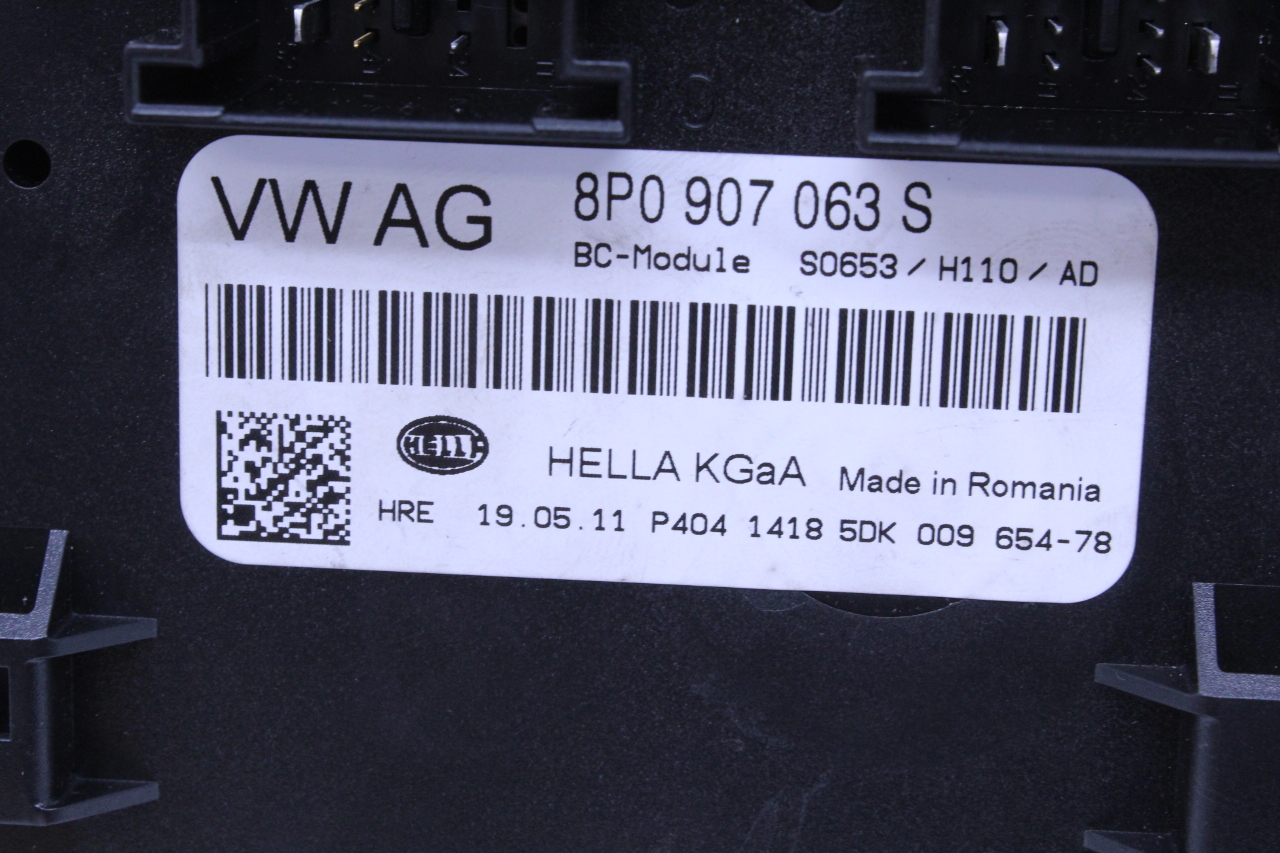 VW AG 8P0 907 063 S
BC-Module S0653 / H110 / AD
HELLA HELLA KGaA Made in Romania
HRE 19.05.11 P404 1418 5DK 009 654-78